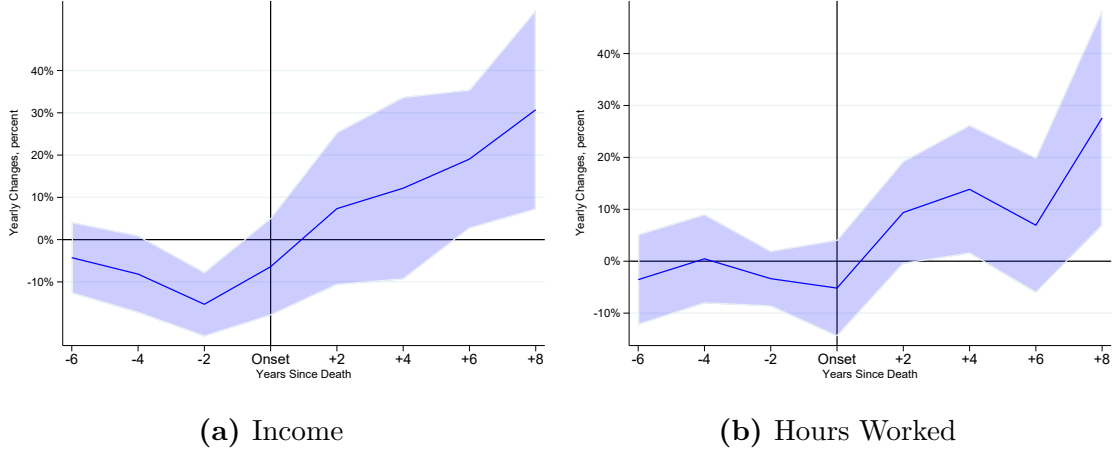 Yearly Changes, percent
40%
30%
20%
10%
0%
-10%
-6 -4 -2 Onset +2 +4 +6 +8
Years Since Death
(a) Income
Yearly Changes, percent
40%
30%
20%
10%
0%
-10%
-6 -4 -2 Onset +2 +4 +6 +8
Years Since Death
(b) Hours Worked